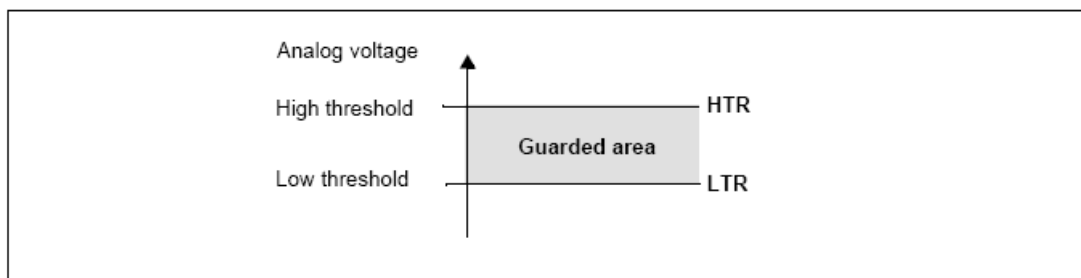 Analog voltage
High threshold
HTR
Guarded area
Low threshold
LTR